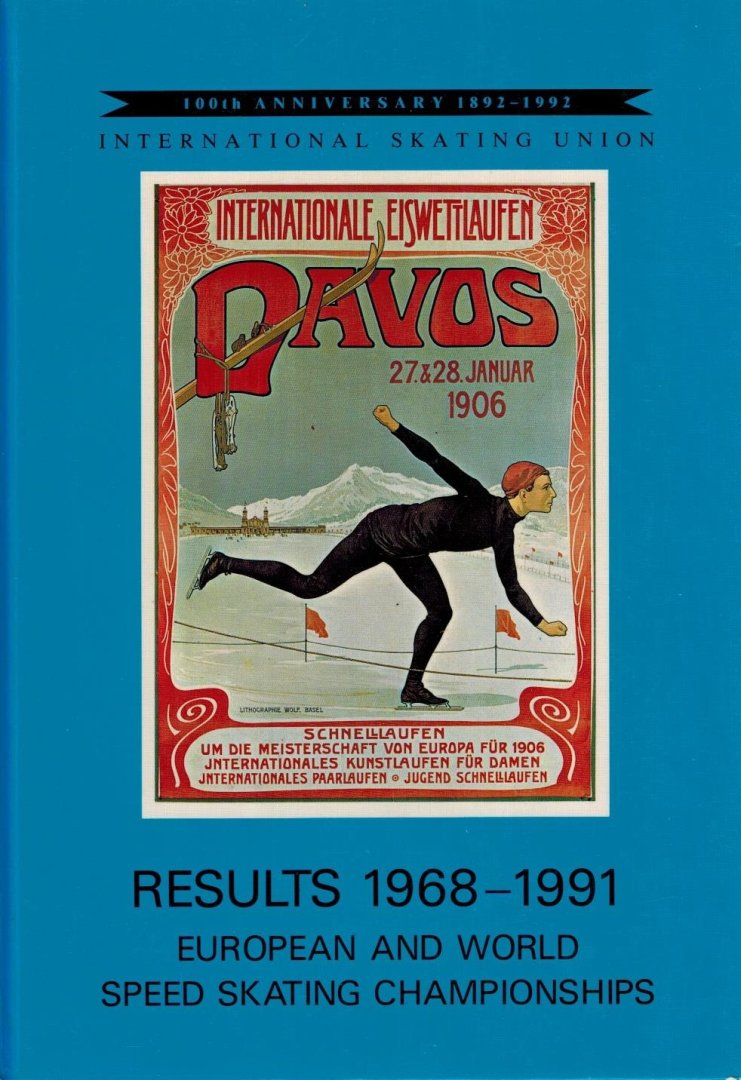 100th ANNIVERSARY 1892–1992
INTERNATIONAL SKATING UNION
INTERNATIONALE EISWETTLAUFEN
DAVOS
27. & 28. JANUAR
1906
LITHOGRAPHIE WOLF, BASEL
SCHNELLLAUFEN
UM DIE MEISTERSCHAFT VON EUROPA FÜR 1906
JNTERNATIONALES KUNSTLAUFEN FÜR DAMEN
JNTERNATIONALES PAARLAUFEN ⊙ JUGEND SCHNELLLAUFEN
RESULTS 1968–1991
EUROPEAN AND WORLD
SPEED SKATING CHAMPIONSHIPS